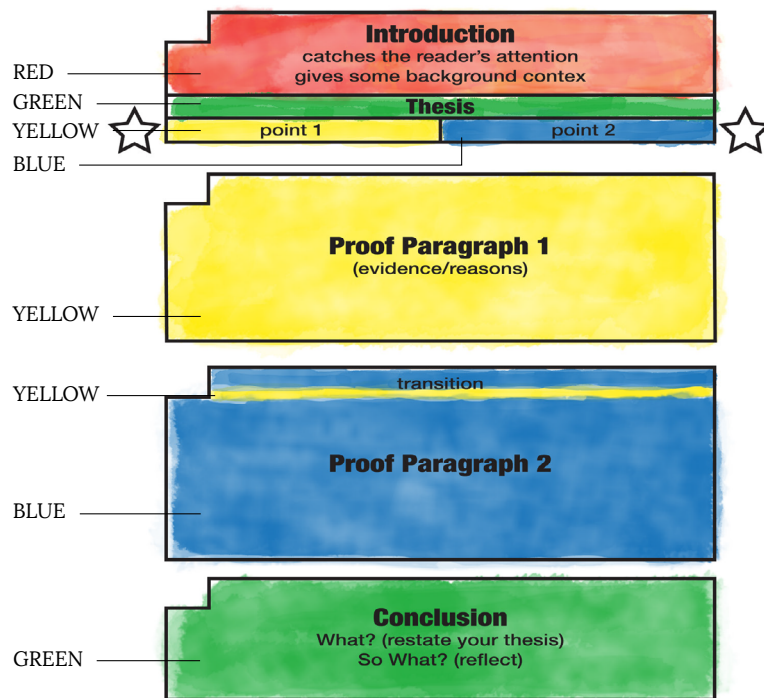 Introduction
catches the reader's attention
RED
gives some background contex
GREEN
Thesis
YELLOW
point 1
point 2
BLUE
Proof Paragraph 1
(evidence/reasons)
YELLOW
transition
YELLOW
Proof Paragraph 2
BLUE
Conclusion
What? (restate your thesis)
So What? (reflect)
GREEN